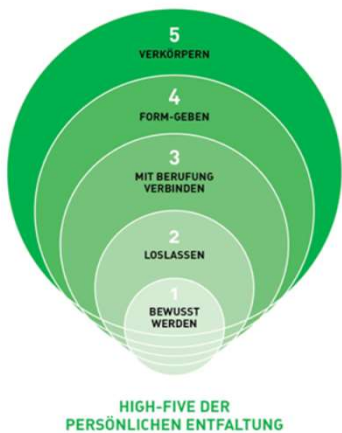 5
VERKÖRPERN
4
FORM-GEBEN
3
MIT BERUFUNG
VERBINDEN
2
LOSLASSEN
1
BEWUSST
WERDEN
HIGH-FIVE DER
PERSÖNLICHEN ENTFALTUNG